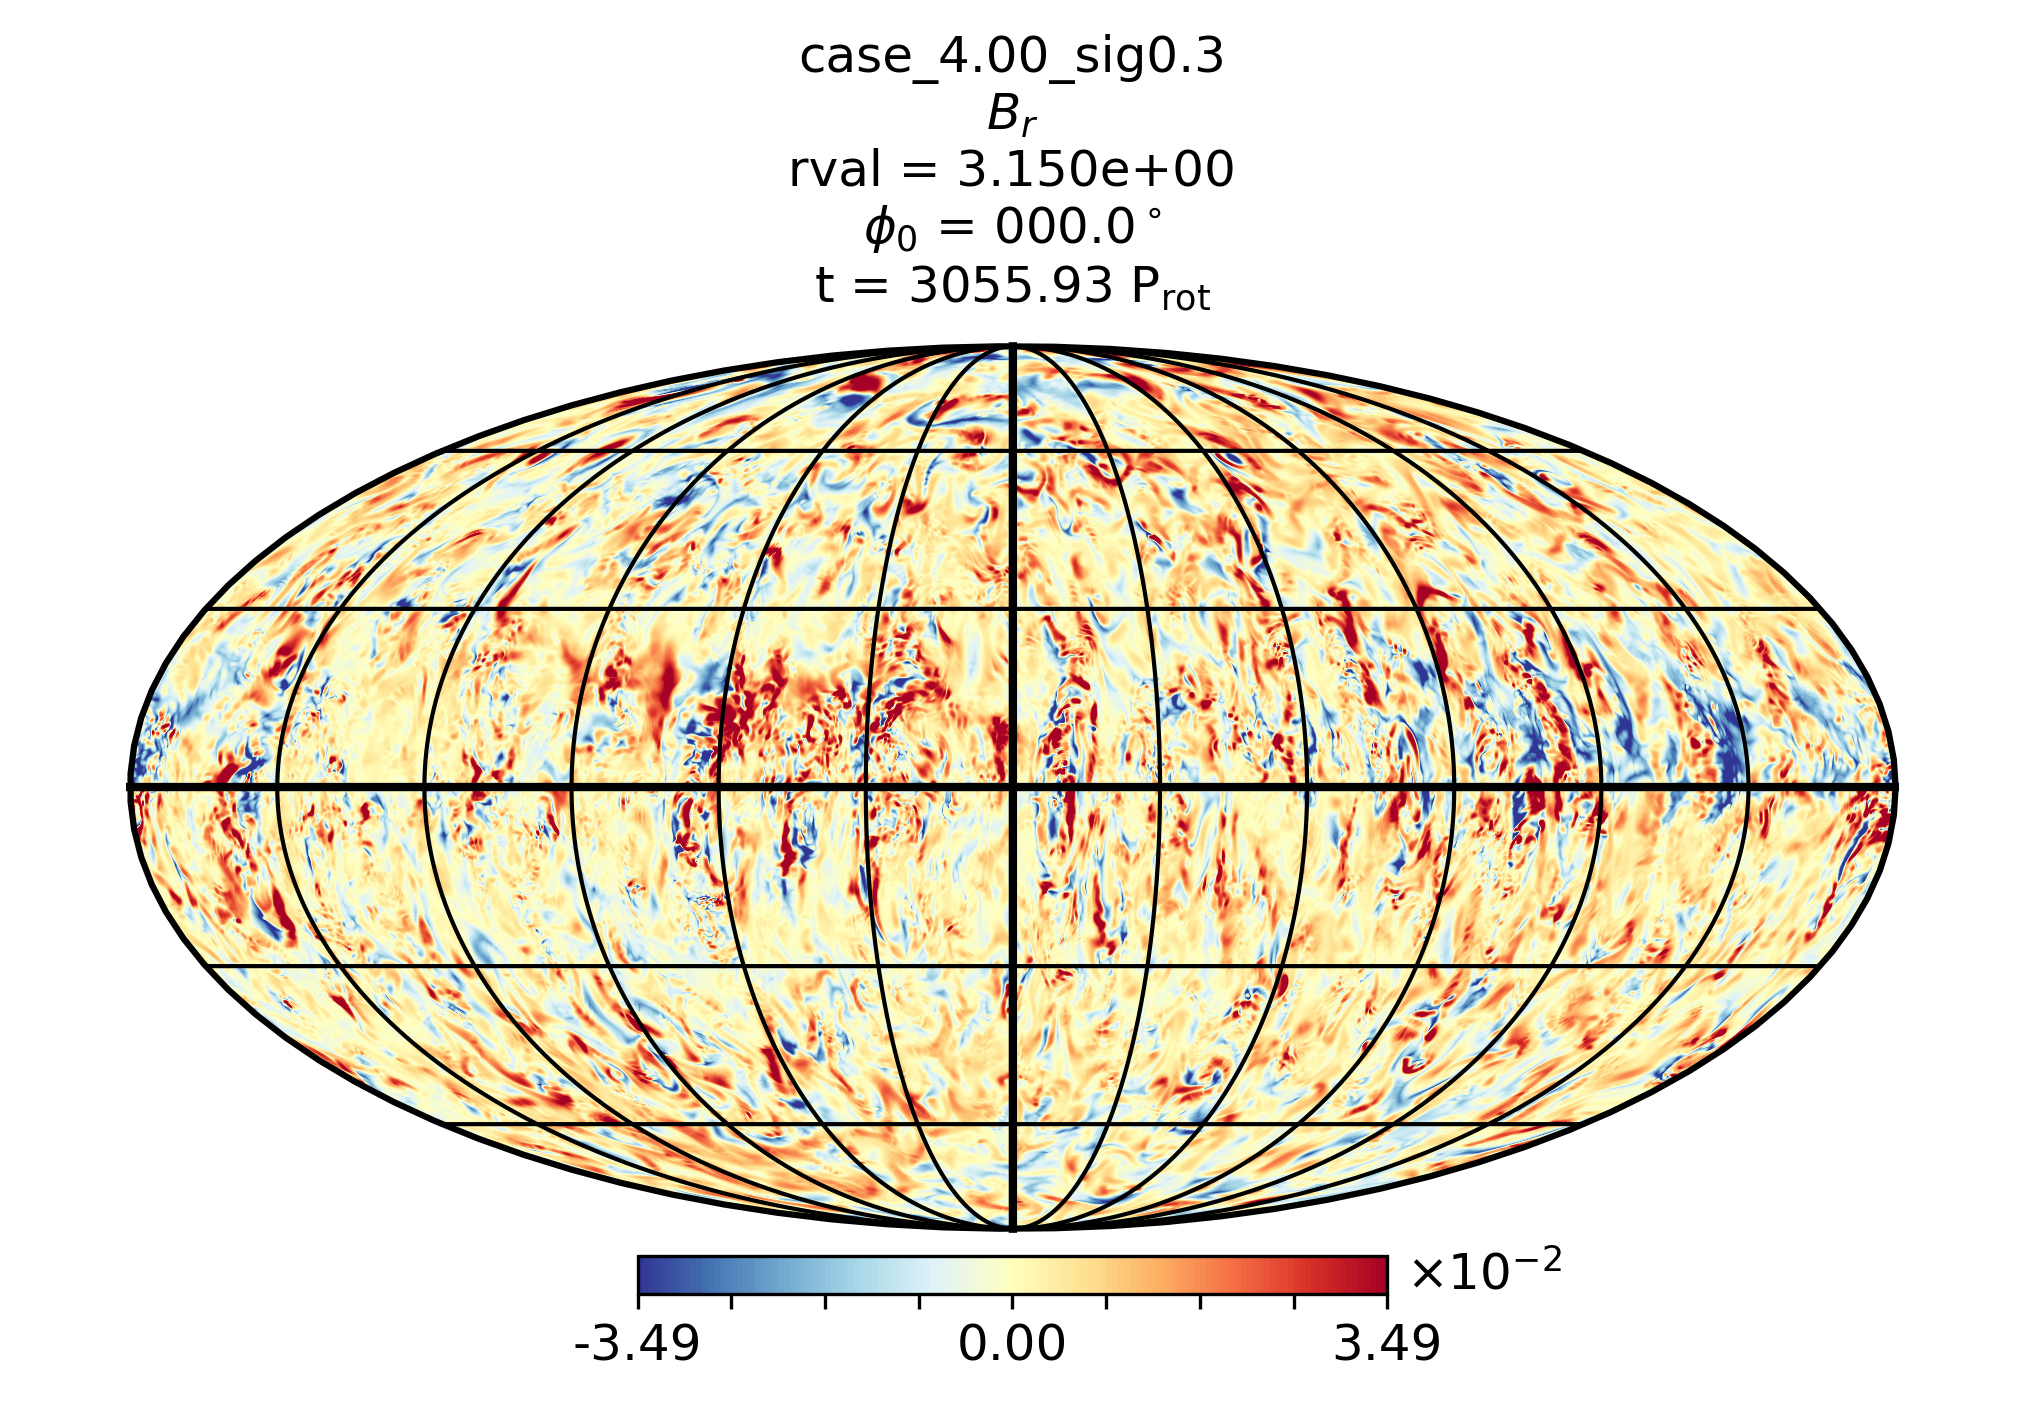 case_4.00_sig0.3
B_r
rval = 3.150e+00
ϕ_0 = 000.0°
t = 3055.93 P_rot
×10^−2
-3.49 0.00 3.49